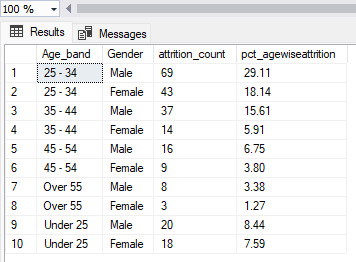 100 %
Results Messages
Age_band Gender attrition_count pct_agewiseattrition
1 25 - 34 Male 69 29.11
2 25 - 34 Female 43 18.14
3 35 - 44 Male 37 15.61
4 35 - 44 Female 14 5.91
5 45 - 54 Male 16 6.75
6 45 - 54 Female 9 3.80
7 Over 55 Male 8 3.38
8 Over 55 Female 3 1.27
9 Under 25 Male 20 8.44
10 Under 25 Female 18 7.59